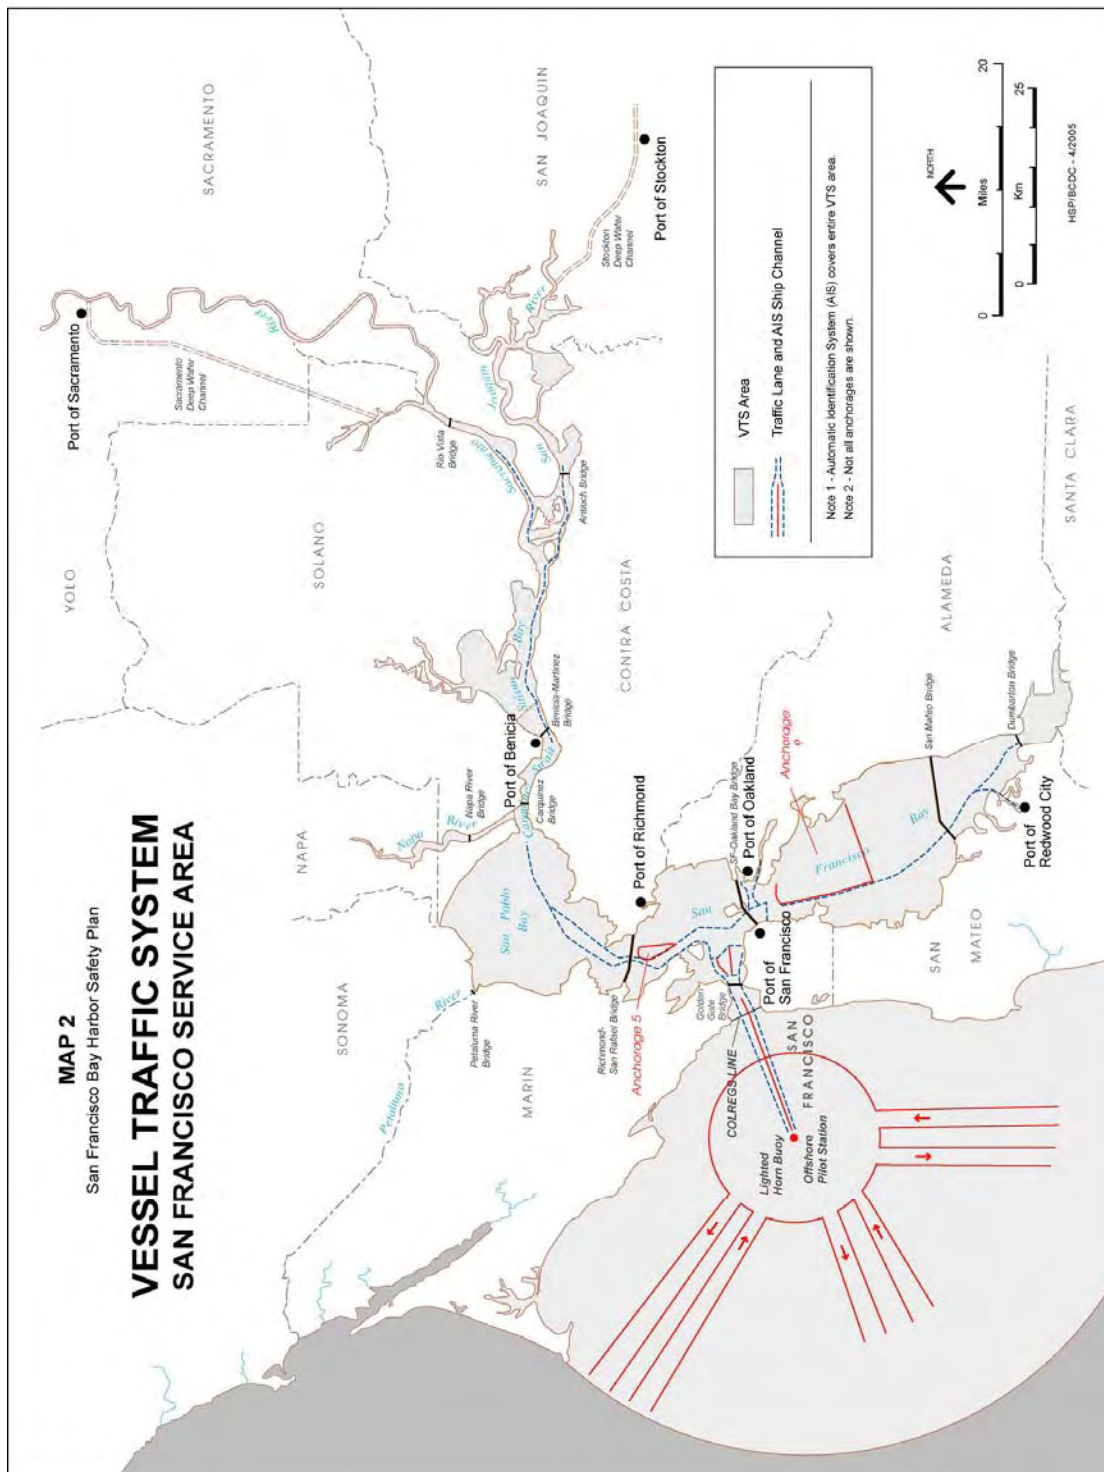 MAP 2
San Francisco Bay Harbor Safety Plan
VESSEL TRAFFIC SYSTEM
SAN FRANCISCO SERVICE AREA
YOLO
SACRAMENTO
Port of Sacramento
Sacramento
Deep Water
Channel
River
SOLANO
NAPA
SONOMA
MARIN
SAN JOAQUIN
Rio Vista
Bridge
Sacramento
San
Joaquin
River
Stockton
Deep Water
Channel
Port of Stockton
Antioch Bridge
Suisun
Bay
Port of Benicia
Benicia-Martinez
Bridge
Carquinez
Strait
Carquinez
Bridge
Napa
River
Napa River
Bridge
San Pablo
Bay
Petaluma
River
Petaluma River
Bridge
CONTRA COSTA
Richmond-
San Rafael Bridge
Port of Richmond
Anchorage 5
Golden
Gate
Bridge
COLREGS LINE
SF-Oakland Bay Bridge
Port of Oakland
Port of
San Francisco
SAN
FRANCISCO
Lighted
Horn Buoy
Offshore
Pilot Station
San
Francisco
Bay
Anchorage
9
San Mateo Bridge
Dumbarton Bridge
Port of
Redwood City
SAN
MATEO
ALAMEDA
SANTA CLARA
VTS Area
Traffic Lane and AIS Ship Channel
Note 1 - Automatic Identification System (AIS) covers entire VTS area.
Note 2 - Not all anchorages are shown.
NORTH
0
20
Miles
Km
0
25
HSP/BCDC - 4/2005